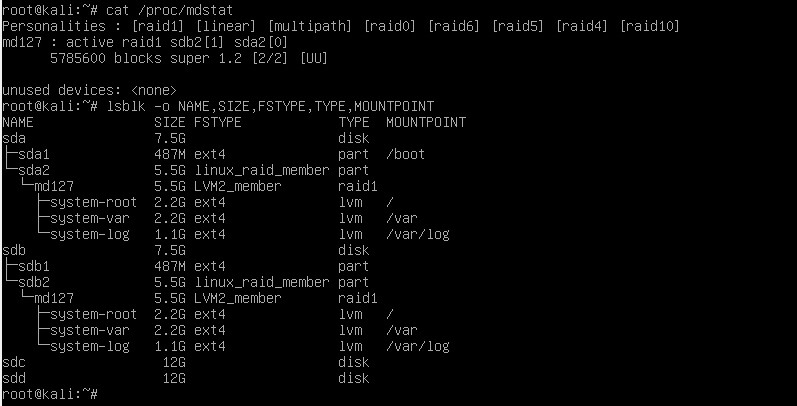 root@kali:~# cat /proc/mdstat
Personalities : [raid1] [linear] [multipath] [raid0] [raid6] [raid5] [raid4] [raid10]
md127 : active raid1 sdb2[1] sda2[0]
      5785600 blocks super 1.2 [2/2] [UU]

unused devices: <none>
root@kali:~# lsblk -o NAME,SIZE,FSTYPE,TYPE,MOUNTPOINT
NAME                SIZE FSTYPE            TYPE  MOUNTPOINT
sda                 7.5G                   disk
├─sda1              487M ext4              part  /boot
└─sda2              5.5G linux_raid_member part
  └─md127           5.5G LVM2_member       raid1
    ├─system-root   2.2G ext4              lvm   /
    ├─system-var    2.2G ext4              lvm   /var
    └─system-log    1.1G ext4              lvm   /var/log
sdb                 7.5G                   disk
├─sdb1              487M ext4              part
└─sdb2              5.5G linux_raid_member part
  └─md127           5.5G LVM2_member       raid1
    ├─system-root   2.2G ext4              lvm   /
    ├─system-var    2.2G ext4              lvm   /var
    └─system-log    1.1G ext4              lvm   /var/log
sdc                  12G                   disk
sdd                  12G                   disk
root@kali:~#